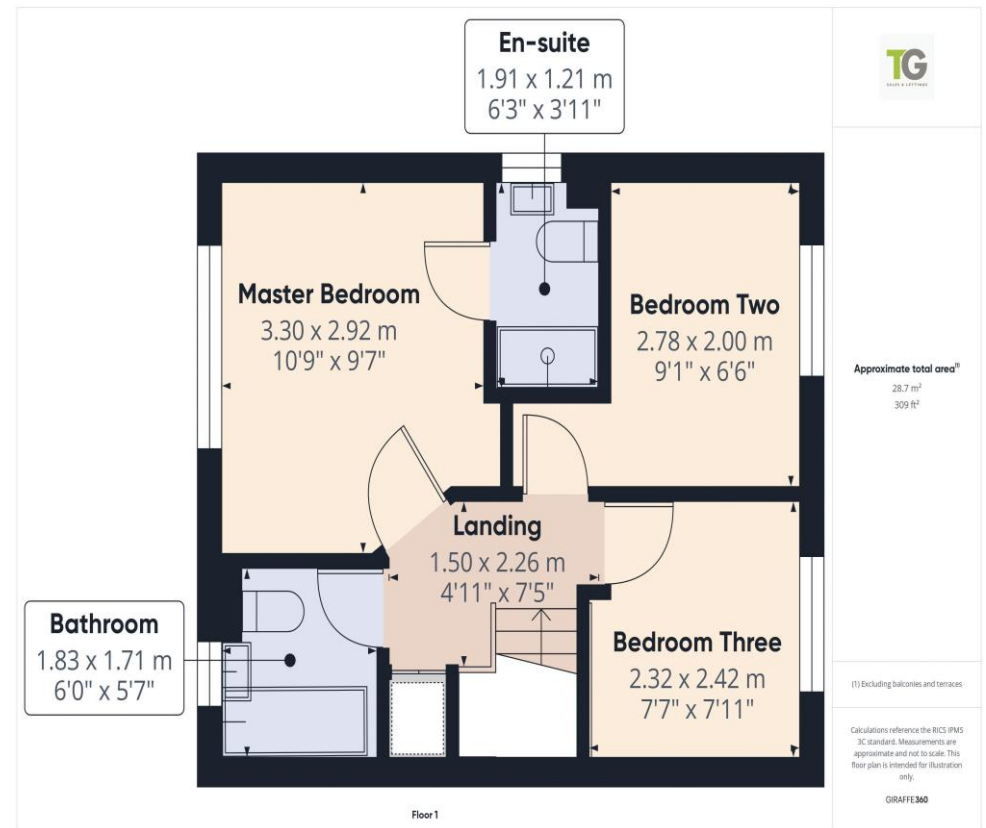 En-suite
1.91 x 1.21 m
6'3" x 3'11"
TG
SALES & LETTINGS
Master Bedroom
3.30 x 2.92 m
10'9" x 9'7"
Bedroom Two
2.78 x 2.00 m
9'1" x 6'6"
Approximate total area(1)
28.7 m²
309 ft²
Landing
1.50 x 2.26 m
4'11" x 7'5"
Bathroom
1.83 x 1.71 m
6'0" x 5'7"
Bedroom Three
2.32 x 2.42 m
7'7" x 7'11"
(1) Excluding balconies and terraces
Calculations reference the RICS IPMS
3C standard. Measurements are
approximate and not to scale. This
floor plan is intended for illustration
only.
GIRAFFE360
Floor 1